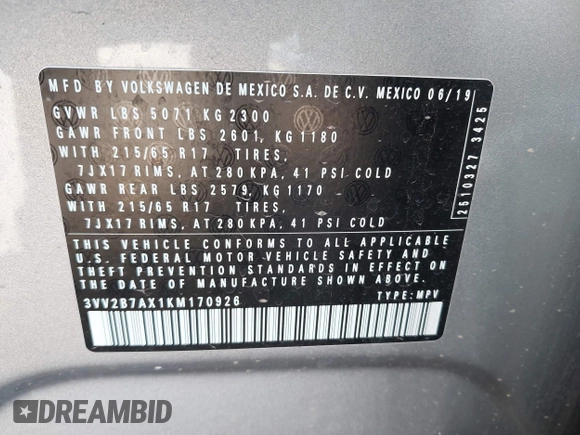 MFD BY VOLKSWAGEN DE MEXICO S.A. DE C.V. MEXICO 06/19
GVWR LBS 5071 KG 2300
GAWR FRONT LBS 2601, KG 1180
WITH 215/65 R17 TIRES,
7JX17 RIMS, AT 280 KPA, 41 PSI COLD
GAWR REAR LBS 2579, KG 1170
WITH 215/65 R17 TIRES,
7JX17 RIMS, AT 280 KPA, 41 PSI COLD
THIS VEHICLE CONFORMS TO ALL APPLICABLE
U.S. FEDERAL MOTOR VEHICLE SAFETY AND
THEFT PREVENTION STANDARDS IN EFFECT ON
THE DATE OF MANUFACTURE SHOWN ABOVE.
3VV2B7AX1KM170926 TYPE: MPV
2510327 3425
DREAMBID